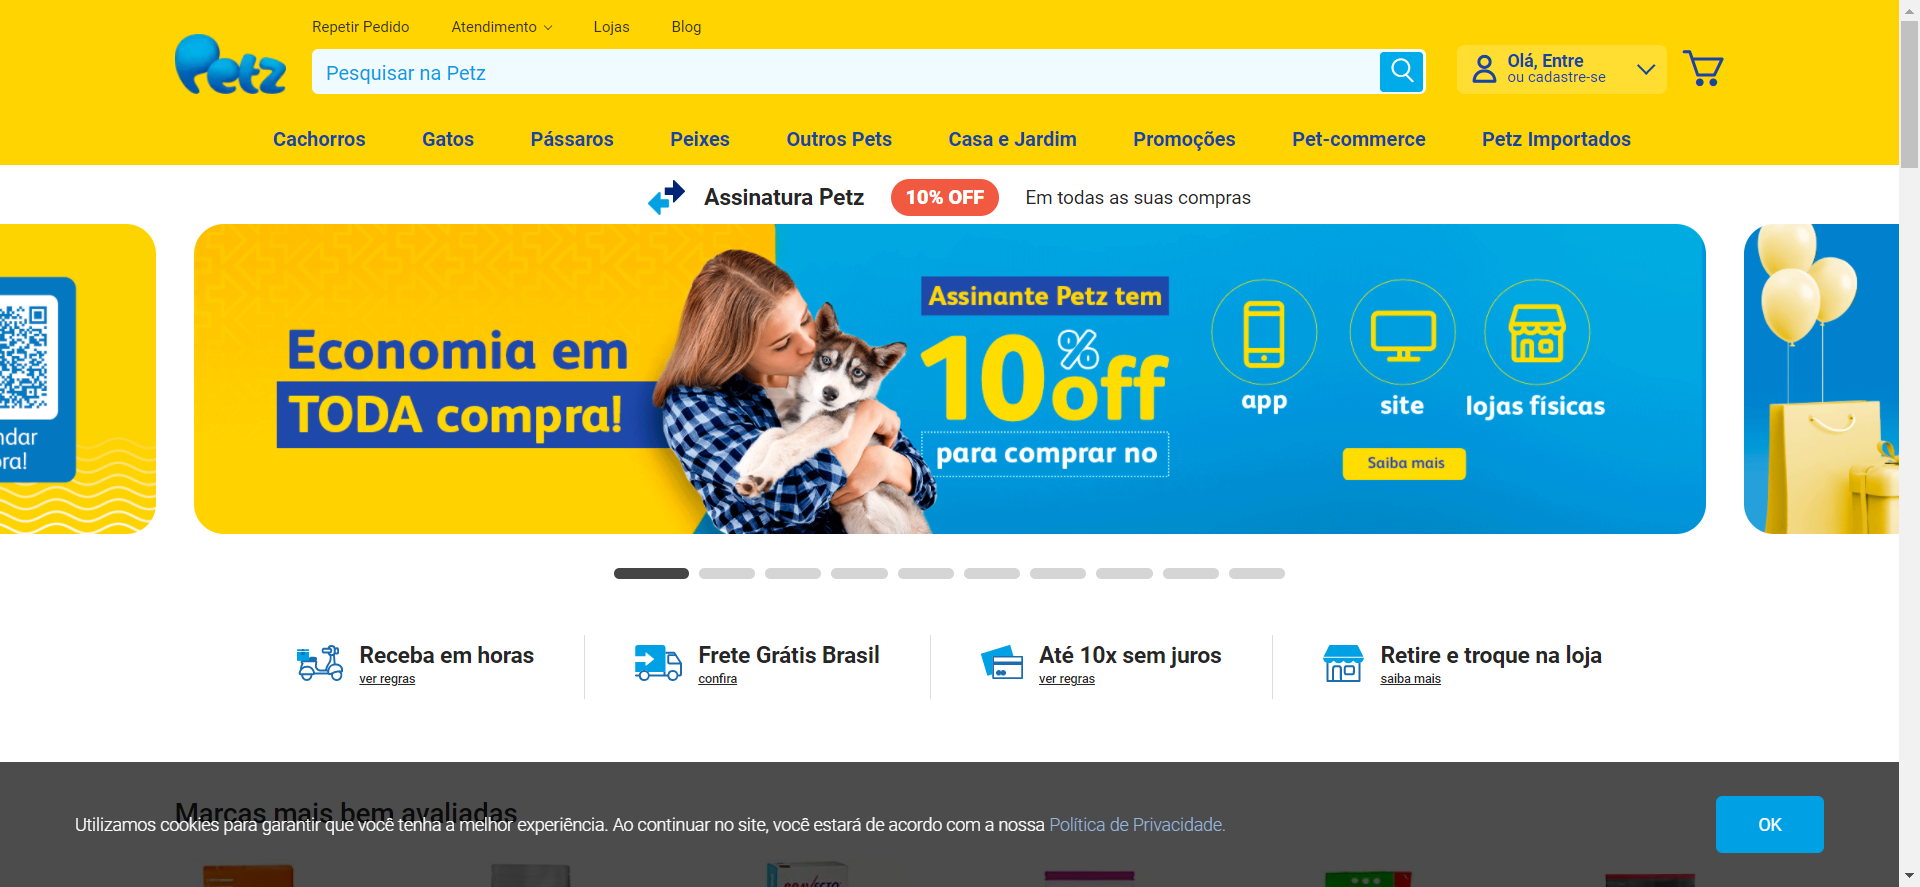 Repetir Pedido
Atendimento
Lojas
Blog
Petz
Pesquisar na Petz
Olá, Entre
ou cadastre-se
Cachorros
Gatos
Pássaros
Peixes
Outros Pets
Casa e Jardim
Promoções
Pet-commerce
Petz Importados
Assinatura Petz
10% OFF
Em todas as suas compras
Economia em
TODA compra!
Assinante Petz tem
10% off
para comprar no
app
site
lojas físicas
Saiba mais
Receba em horas
ver regras
Frete Grátis Brasil
confira
Até 10x sem juros
ver regras
Retire e troque na loja
saiba mais
Marcas mais bem avaliadas
Utilizamos cookies para garantir que você tenha a melhor experiência. Ao continuar no site, você estará de acordo com a nossa Política de Privacidade.
OK